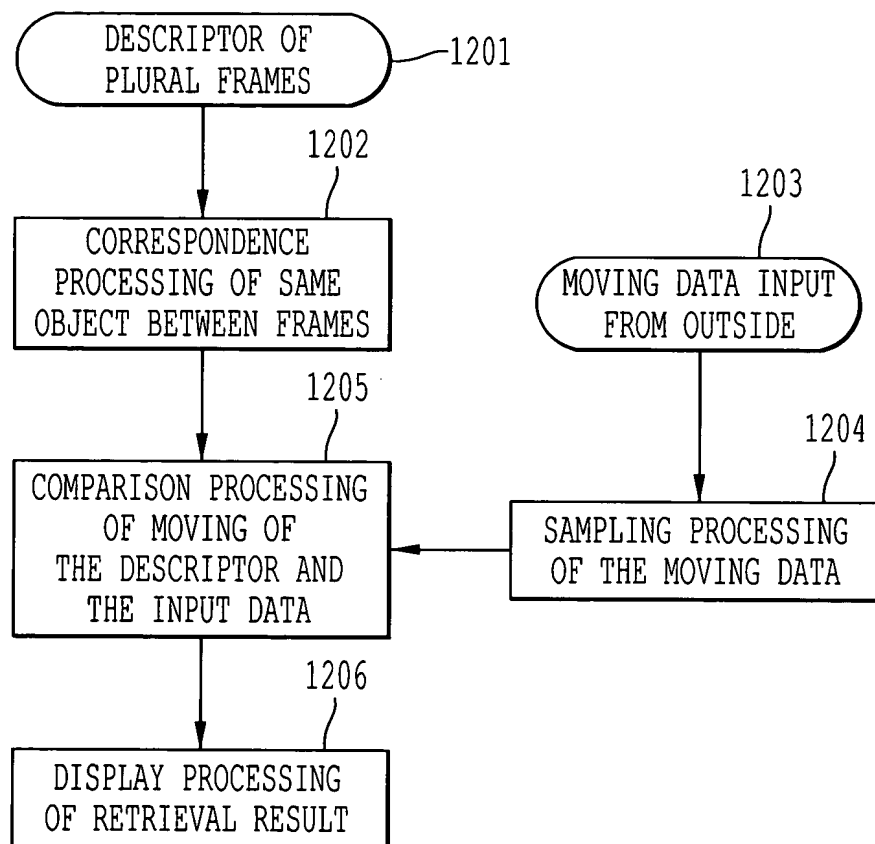 DESCRIPTOR OF
PLURAL FRAMES
1201
1202
CORRESPONDENCE
PROCESSING OF SAME
OBJECT BETWEEN FRAMES
1203
MOVING DATA INPUT
FROM OUTSIDE
1205
COMPARISON PROCESSING
OF MOVING OF
THE DESCRIPTOR AND
THE INPUT DATA
1204
SAMPLING PROCESSING
OF THE MOVING DATA
1206
DISPLAY PROCESSING
OF RETRIEVAL RESULT